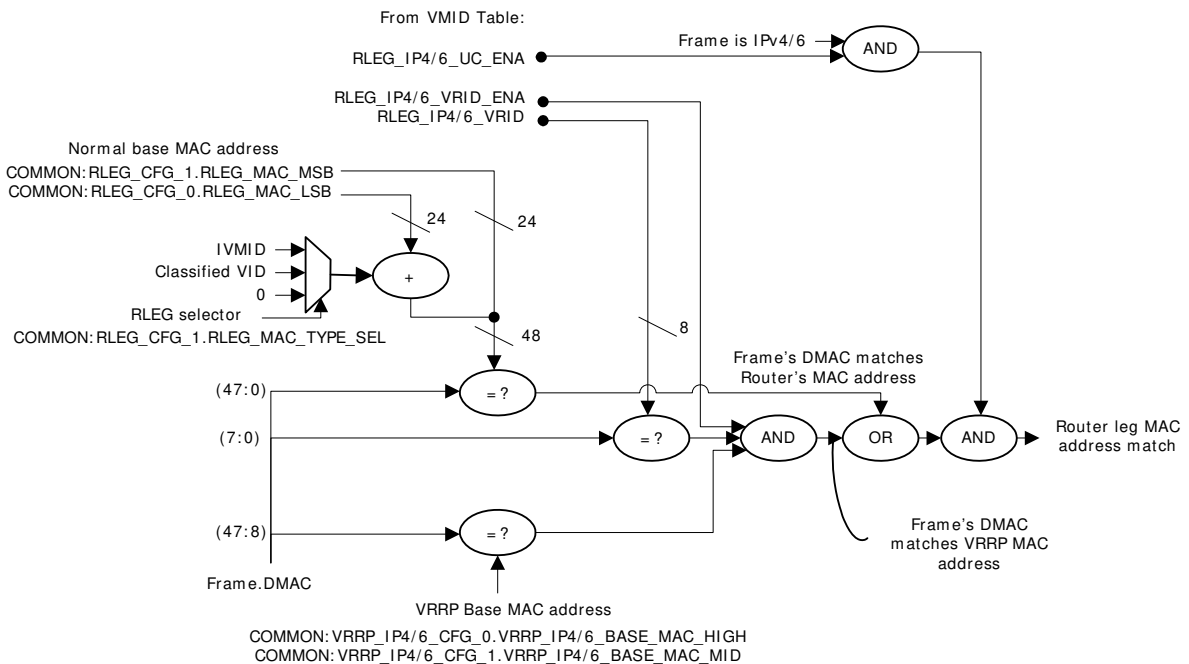 From VMID Table:
Frame is IPv4/6
AND
RLEG_IP4/6_UC_ENA
RLEG_IP4/6_VRID_ENA
RLEG_IP4/6_VRID
Normal base MAC address
COMMON:RLEG_CFG_1.RLEG_MAC_MSB
COMMON:RLEG_CFG_0.RLEG_MAC_LSB
24
24
IVMID
Classified VID
0
+
RLEG selector
COMMON:RLEG_CFG_1.RLEG_MAC_TYPE_SEL
48
8
Frame's DMAC matches
Router's MAC address
(47:0)
= ?
(7:0)
= ?
AND
OR
AND
Router leg MAC
address match
(47:8)
= ?
Frame's DMAC
matches VRRP MAC
address
Frame.DMAC
VRRP Base MAC address
COMMON:VRRP_IP4/6_CFG_0.VRRP_IP4/6_BASE_MAC_HIGH
COMMON:VRRP_IP4/6_CFG_1.VRRP_IP4/6_BASE_MAC_MID